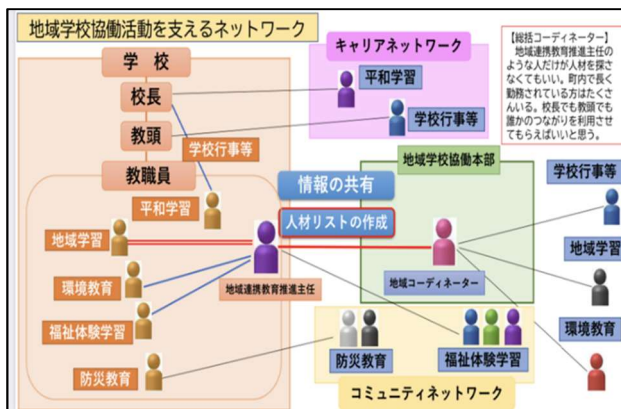 地域学校協働活動を支えるネットワーク
学　校
校長
教頭
教職員
学校行事等
平和学習
地域学習
環境教育
福祉体験学習
防災教育
地域連携教育推進主任
情報の共有
人材リストの作成
キャリアネットワーク
平和学習
学校行事等
【総括コーディネーター】
地域連携教育推進主任
のような人だけが人材を探さ
なくてもいい。町内で長く
勤務されている方はたくさ
んいる。校長でも教頭でも
誰かのつながりを利用させ
てもらえばいいと思う。
地域学校協働本部
地域コーディネーター
学校行事等
地域学習
環境教育
防災教育
福祉体験学習
コミュニティネットワーク